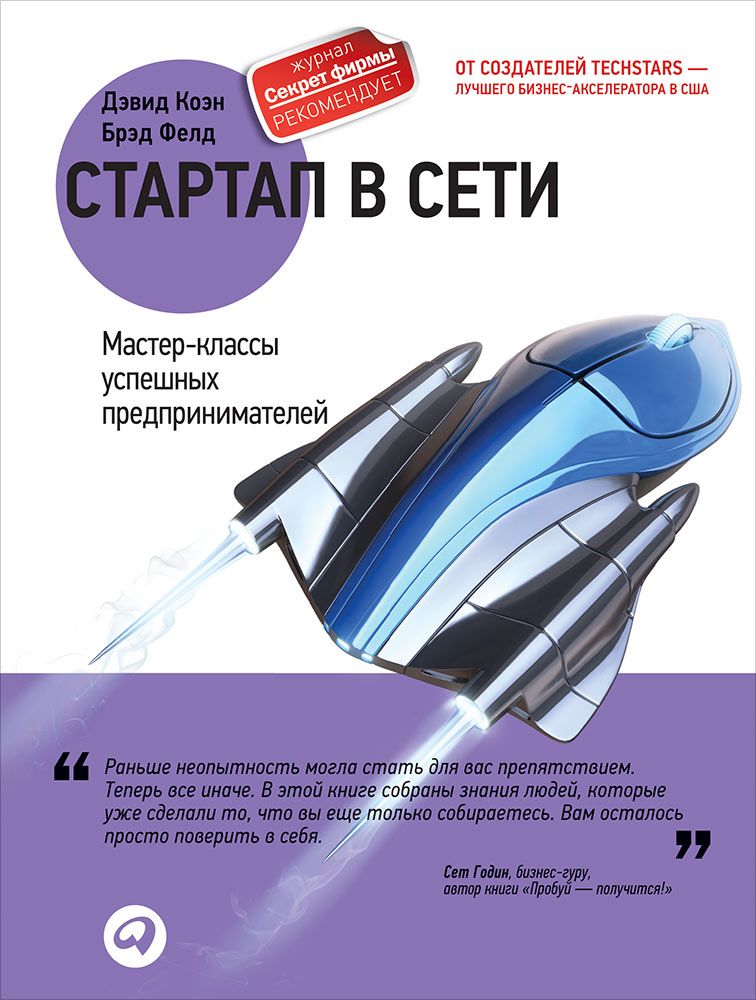 журнал
Секрет фирмы
РЕКОМЕНДУЕТ
ОТ СОЗДАТЕЛЕЙ TECHSTARS —
ЛУЧШЕГО БИЗНЕС-АКСЕЛЕРАТОРА В США
Дэвид Коэн
Брэд Фелд
СТАРТАП В СЕТИ
Мастер-классы
успешных
предпринимателей
“ Раньше неопытность могла стать для вас препятствием.
Теперь все иначе. В этой книге собраны знания людей, которые
уже сделали то, что вы еще только собираетесь. Вам осталось
просто поверить в себя. ”
Сет Годин, бизнес-гуру,
автор книги «Пробуй — получится!»